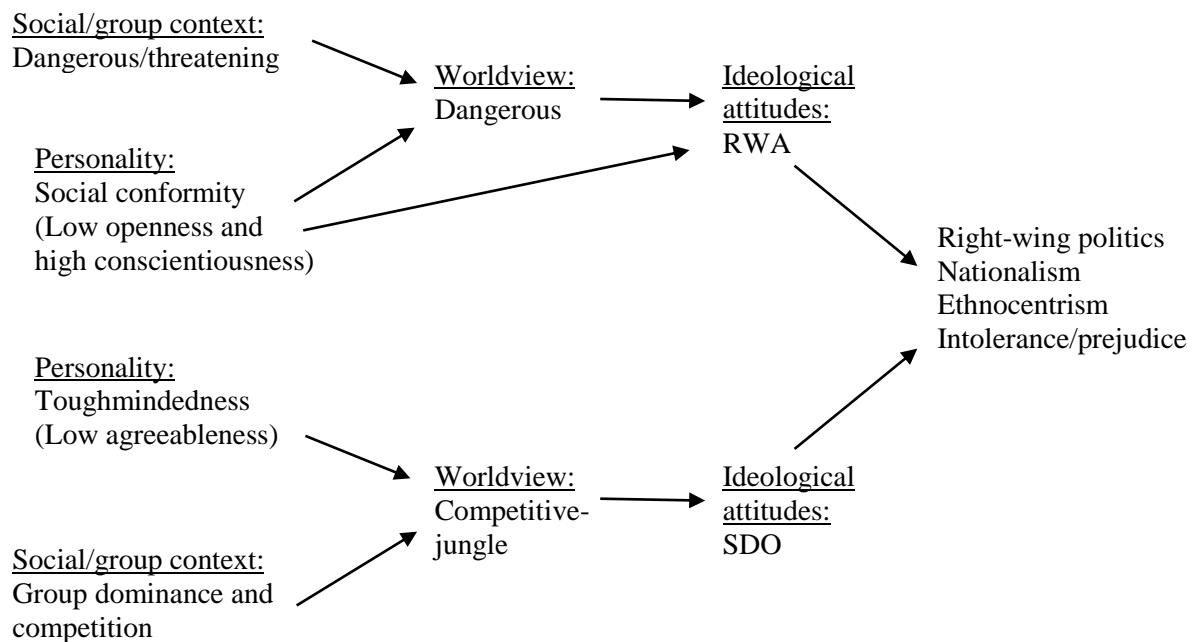 Social/group context:
Dangerous/threatening
Worldview:
Dangerous
Ideological
attitudes:
RWA
Personality:
Social conformity
(Low openness and
high conscientiousness)
Right-wing politics
Nationalism
Ethnocentrism
Intolerance/prejudice
Personality:
Toughmindedness
(Low agreeableness)
Worldview:
Competitive-
jungle
Ideological
attitudes:
SDO
Social/group context:
Group dominance and
competition